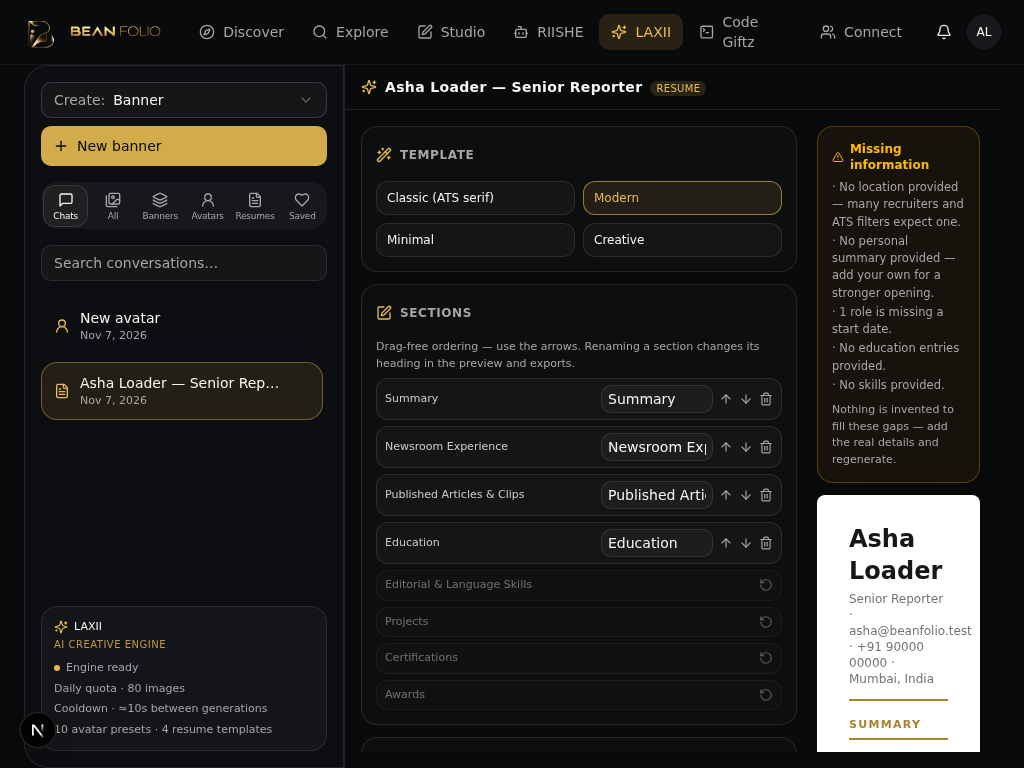 BEAN FOLIO
Discover
Explore
Studio
RIISHE
LAXII
Code
Giftz
Connect
AL
Create: Banner
New banner
Chats
All
Banners
Avatars
Resumes
Saved
Search conversations...
New avatar
Nov 7, 2026
Asha Loader — Senior Rep...
Nov 7, 2026
LAXII
AI CREATIVE ENGINE
Engine ready
Daily quota · 80 images
Cooldown · ≈10s between generations
10 avatar presets · 4 resume templates
N
Asha Loader — Senior Reporter
RESUME
TEMPLATE
Classic (ATS serif)
Modern
Minimal
Creative
SECTIONS
Drag-free ordering — use the arrows. Renaming a section changes its
heading in the preview and exports.
Summary
Summary
Newsroom Experience
Newsroom Exp
Published Articles & Clips
Published Arti
Education
Education
Editorial & Language Skills
Projects
Certifications
Awards
Missing
information
· No location provided
— many recruiters and
ATS filters expect one.
· No personal
summary provided —
add your own for a
stronger opening.
· 1 role is missing a
start date.
· No education entries
provided.
· No skills provided.
Nothing is invented to
fill these gaps — add
the real details and
regenerate.
Asha
Loader
Senior Reporter
·
asha@beanfolio.test
· +91 90000
00000 ·
Mumbai, India
SUMMARY